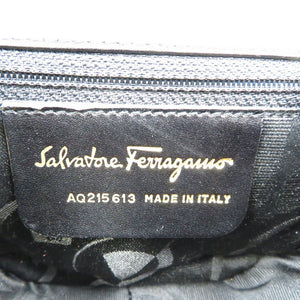 Salvatore Ferragamo
AQ215613 MADE IN ITALY